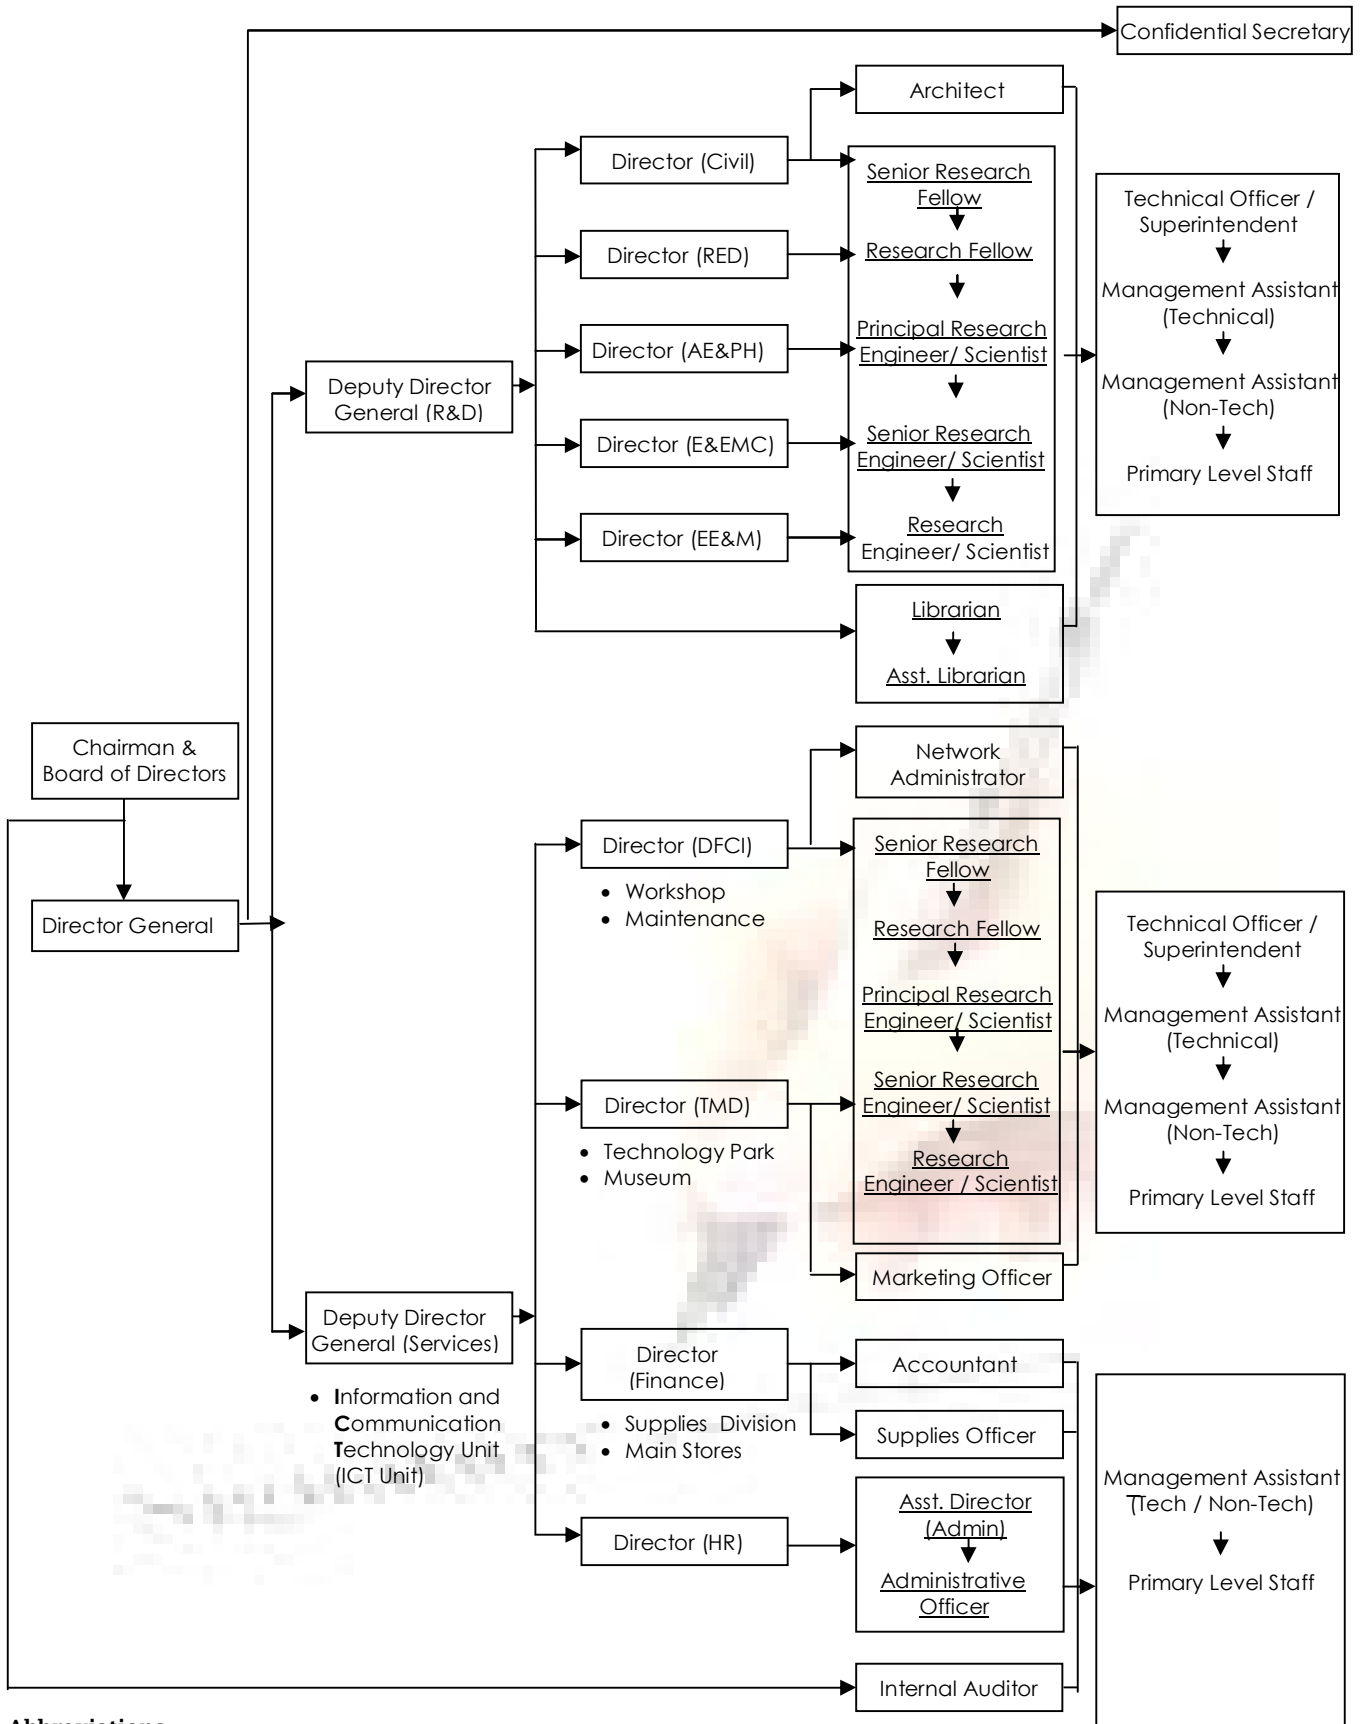 Confidential Secretary
Architect
Director (Civil)
Senior Research
Fellow
Research Fellow
Principal Research
Engineer/ Scientist
Senior Research
Engineer/ Scientist
Research
Engineer/ Scientist
Director (RED)
Director (AE&PH)
Director (E&EMC)
Director (EE&M)
Technical Officer /
Superintendent
Management Assistant
(Technical)
Management Assistant
(Non-Tech)
Primary Level Staff
Deputy Director
General (R&D)
Librarian
Asst. Librarian
Chairman &
Board of Directors
Director General
Network
Administrator
Director (DFCI)
• Workshop
• Maintenance
Senior Research
Fellow
Research Fellow
Principal Research
Engineer/ Scientist
Senior Research
Engineer/ Scientist
Research
Engineer / Scientist
Technical Officer /
Superintendent
Management Assistant
(Technical)
Management Assistant
(Non-Tech)
Primary Level Staff
Director (TMD)
• Technology Park
• Museum
Marketing Officer
Deputy Director
General (Services)
• Information and
Communication
Technology Unit
(ICT Unit)
Director
(Finance)
• Supplies Division
• Main Stores
Accountant
Supplies Officer
Director (HR)
Asst. Director
(Admin)
Administrative
Officer
Management Assistant
(Tech / Non-Tech)
Primary Level Staff
Internal Auditor
Abbreviations